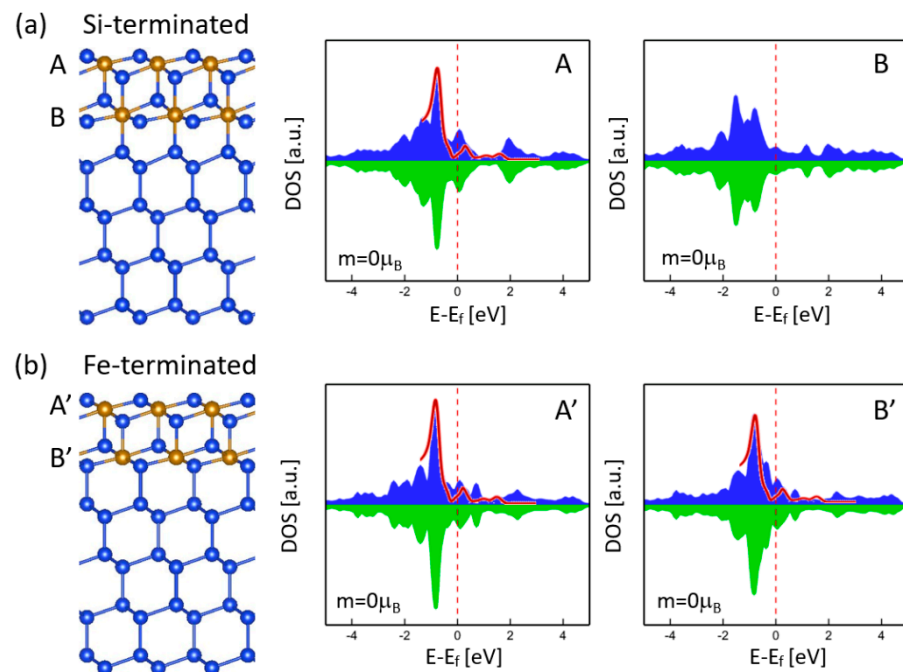 (a) Si-terminated
A
B
A
DOS [a.u.]
m=0μB
-4 -2 0 2 4
E-Ef [eV]
B
DOS [a.u.]
m=0μB
-4 -2 0 2 4
E-Ef [eV]
(b) Fe-terminated
A'
B'
A'
DOS [a.u.]
m=0μB
-4 -2 0 2 4
E-Ef [eV]
B'
DOS [a.u.]
m=0μB
-4 -2 0 2 4
E-Ef [eV]